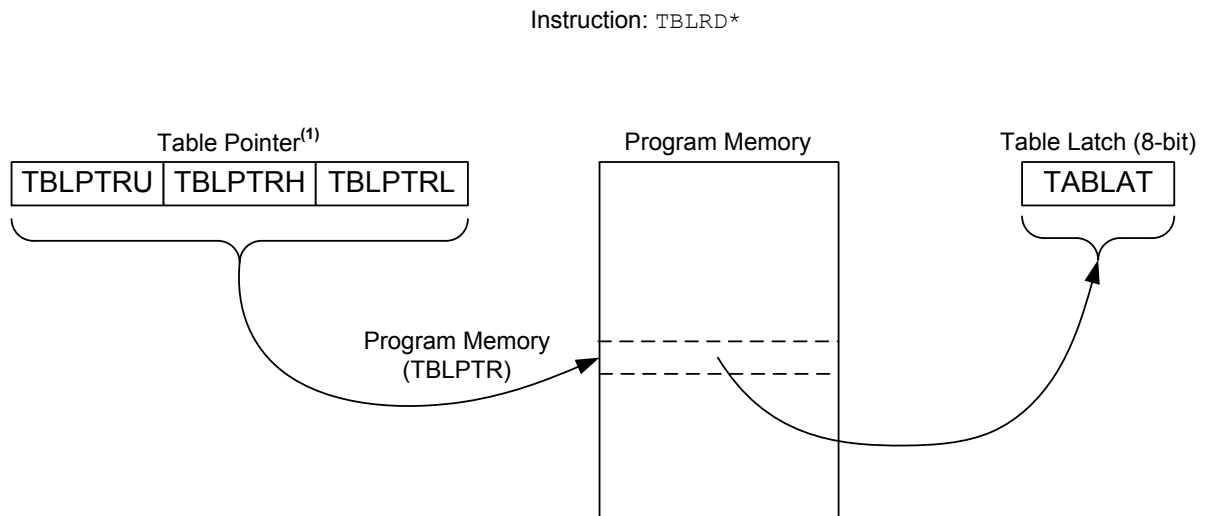 Instruction: TBLRD*
Table Pointer(1)
Program Memory
Table Latch (8-bit)
TBLPTRU TBLPTRH TBLPTRL
TABLAT
Program Memory
(TBLPTR)